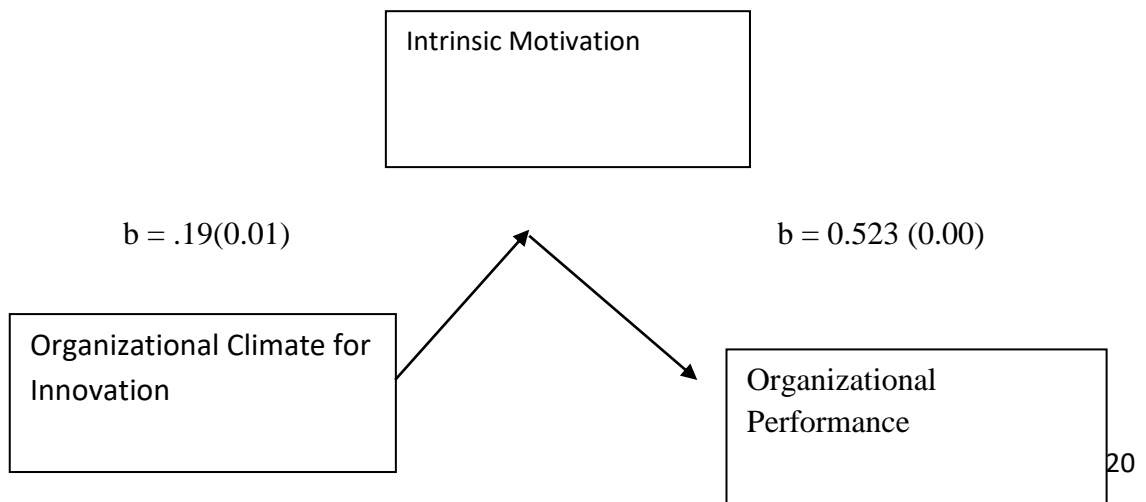 Intrinsic Motivation
b = .19(0.01)
b = 0.523 (0.00)
Organizational Climate for
Innovation
Organizational
Performance
20